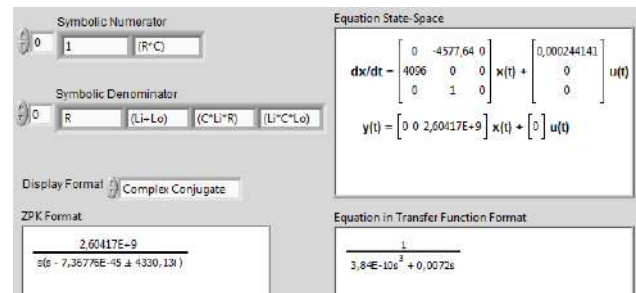 Symbolic Numerator
0 1 (R*C)
Symbolic Denominator
0 R (Li+Lo) (C*Li*R) (Li*C*Lo)
Display Format Complex Conjugate
ZPK Format
2,60417E+9
s(s - 7,36776E-45 ± 4330,13i)
Equation State-Space
dx/dt = [0 -4577,64 0
4096 0 0
0 1 0] x(t) + [0,000244141
0
0] u(t)
y(t) = [0 0 2,60417E+9] x(t) + [0] u(t)
Equation in Transfer Function Format
1
3,84E-10s³ + 0,0072s